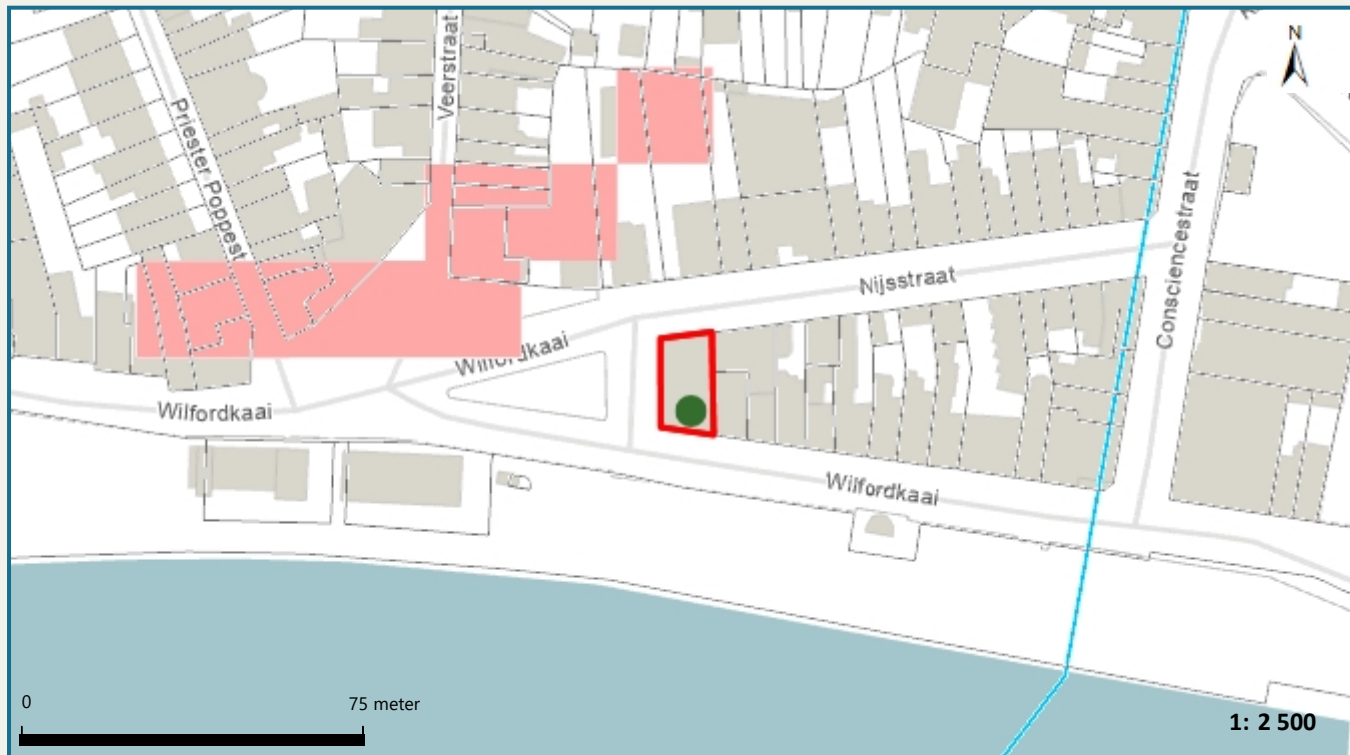 N
Veerstraat
Priester Poppest
Nijsstraat
Consciencestraat
Wilfordkaai
Wilfordkaai
Wilfordkaai
0
75 meter
1: 2 500